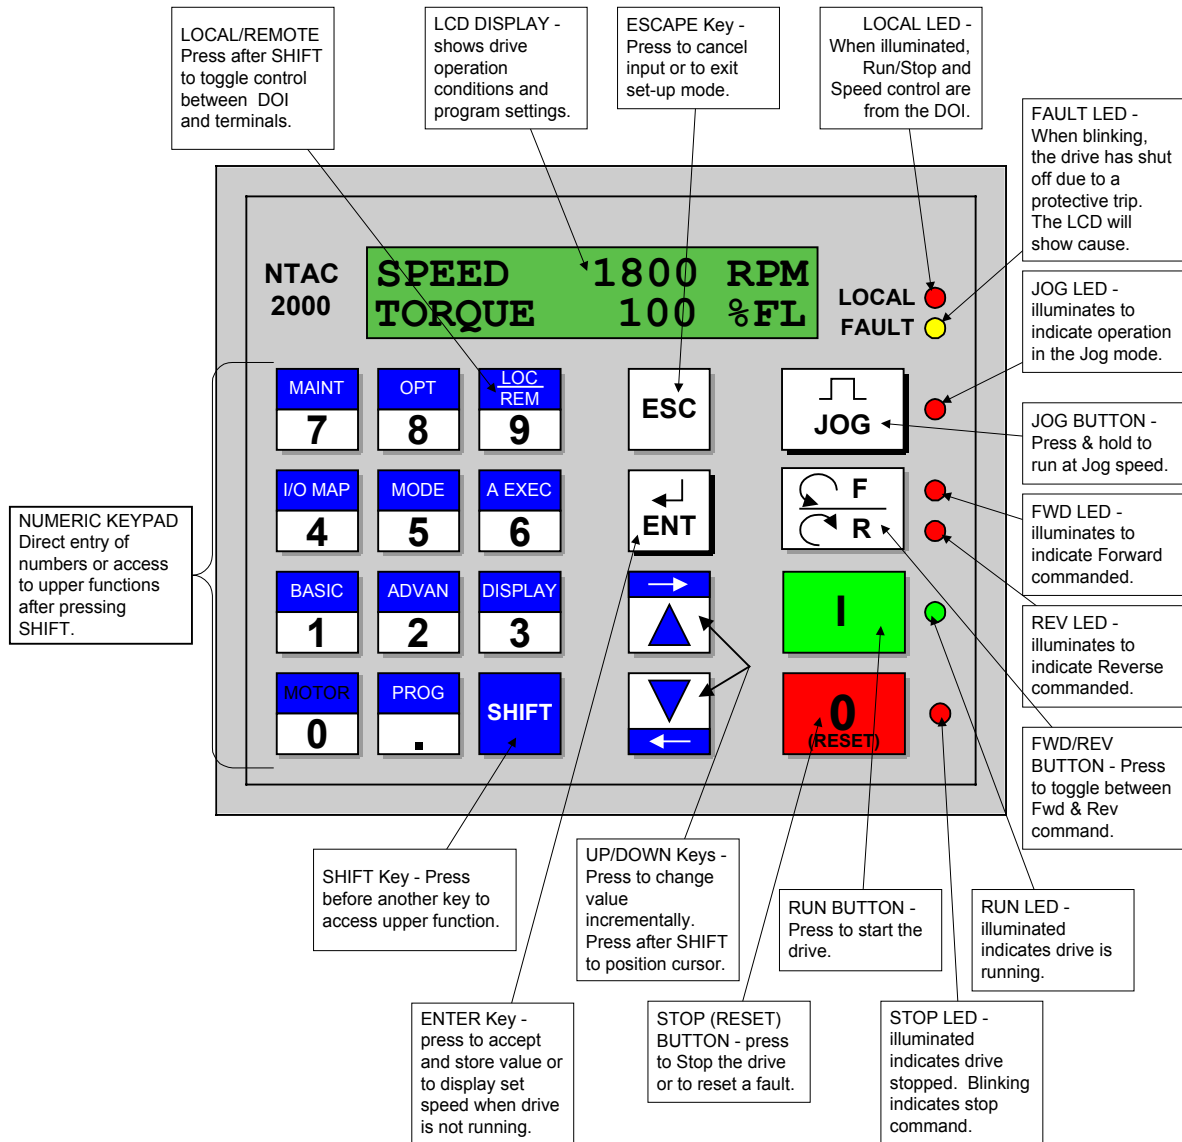 LOCAL/REMOTE
Press after SHIFT
to toggle control
between DOI
and terminals.
LCD DISPLAY -
shows drive
operation
conditions and
program settings.
ESCAPE Key -
Press to cancel
input or to exit
set-up mode.
LOCAL LED -
When illuminated,
Run/Stop and
Speed control are
from the DOI.
FAULT LED -
When blinking,
the drive has shut
off due to a
protective trip.
The LCD will
show cause.
NTAC
2000
SPEED 1800 RPM
TORQUE 100 %FL
LOCAL
FAULT
JOG LED -
illuminates to
indicate operation
in the Jog mode.
MAINT
7
OPT
8
LOC
REM
9
ESC
JOG
JOG BUTTON -
Press & hold to
run at Jog speed.
I/O MAP
4
MODE
5
A EXEC
6
ENT
F
R
FWD LED -
illuminates to
indicate Forward
commanded.
NUMERIC KEYPAD
Direct entry of
numbers or access
to upper functions
after pressing
SHIFT.
BASIC
1
ADVAN
2
DISPLAY
3
I
REV LED -
illuminates to
indicate Reverse
commanded.
MOTOR
0
PROG
.
SHIFT
0
(RESET)
FWD/REV
BUTTON - Press
to toggle between
Fwd & Rev
command.
SHIFT Key - Press
before another key to
access upper function.
UP/DOWN Keys -
Press to change
value
incrementally.
Press after SHIFT
to position cursor.
RUN BUTTON -
Press to start the
drive.
RUN LED -
illuminated
indicates drive is
running.
ENTER Key -
press to accept
and store value or
to display set
speed when drive
is not running.
STOP (RESET)
BUTTON - press
to Stop the drive
or to reset a fault.
STOP LED -
illuminated
indicates drive
stopped. Blinking
indicates stop
command.